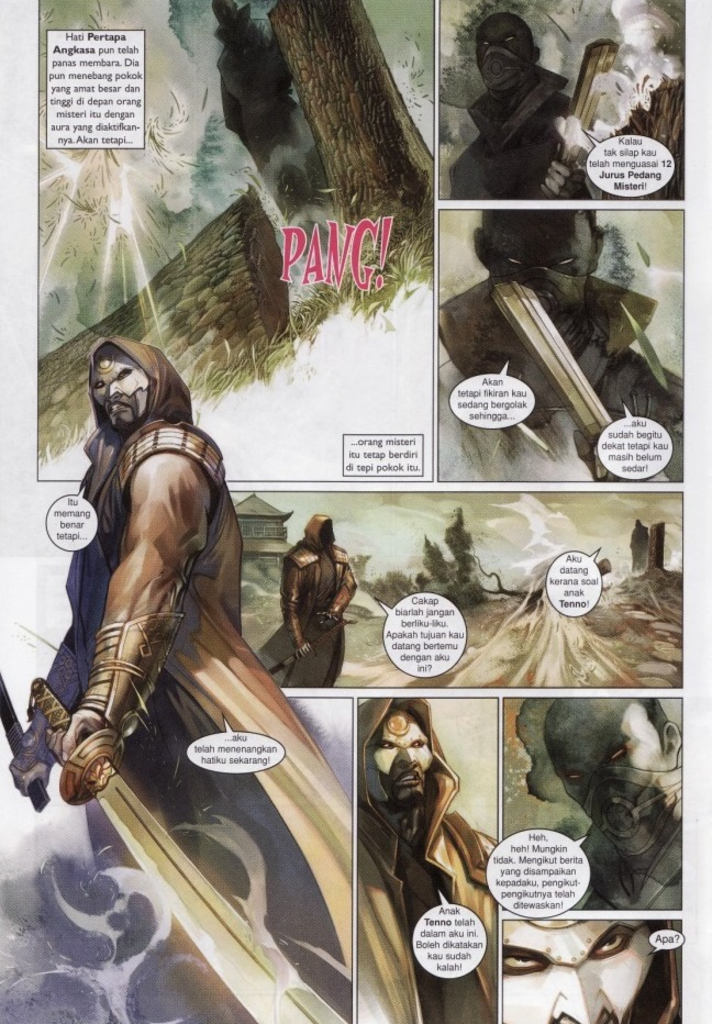 Hati Pertapa
Angkasa pun telah
panas membara. Dia
pun menebang pokok
yang amat besar dan
tinggi di depan orang
misteri itu dengan
aura yang diaktifkan-
nya. Akan tetapi...
PANG!
...orang misteri
itu tetap berdiri
di tepi pokok itu.
Kalau
tak silap kau
telah menguasai 12
Jurus Pedang
Misteri!
Akan
tetapi fikiran kau
sedang bergolak
sehingga...
...aku
sudah begitu
dekat tetapi kau
masih belum
sedar!
Itu
memang
benar
tetapi...
...aku
telah menenangkan
hatiku sekarang!
Cakap
biarlah jangan
berliku-liku.
Apakah tujuan kau
datang bertemu
dengan aku
ini?
Aku
datang
kerana soal
anak
Tenno!
Anak
Tenno telah
dalam aku ini.
Boleh dikatakan
kau sudah
kalah!
Heh,
heh! Mungkin
tidak. Mengikut berita
yang disampaikan
kepadaku, pengikut-
pengikutnya telah
ditewaskan!
Apa?